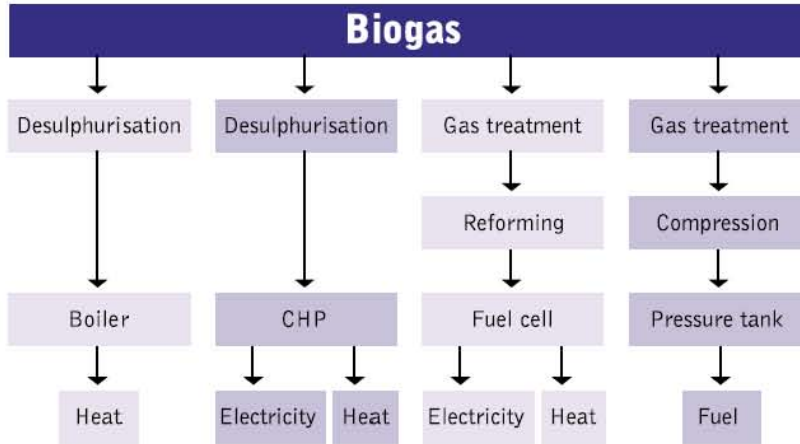 Biogas
Desulphurisation
Desulphurisation
Gas treatment
Gas treatment
Reforming
Compression
Boiler
CHP
Fuel cell
Pressure tank
Heat
Electricity
Heat
Electricity
Heat
Fuel